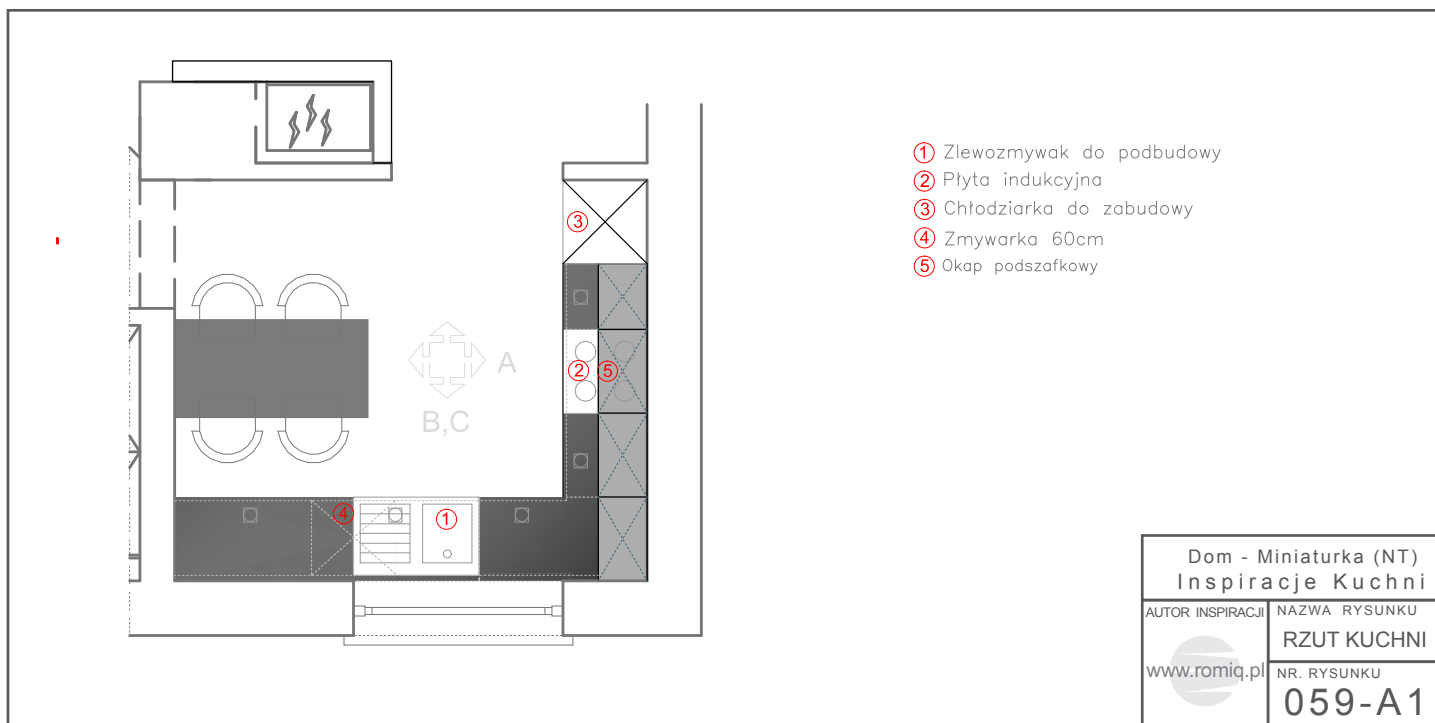 1 Zlewozmywak do podbudowy
2 Płyta indukcyjna
3 Chłodziarka do zabudowy
4 Zmywarka 60cm
5 Okap podszafkowy
3
A
2
5
B,C
4
1
Dom - Miniaturka (NT)
Inspiracje Kuchni
AUTOR INSPIRACJI
www.romiq.pl
NAZWA RYSUNKU
RZUT KUCHNI
NR. RYSUNKU
059-A1